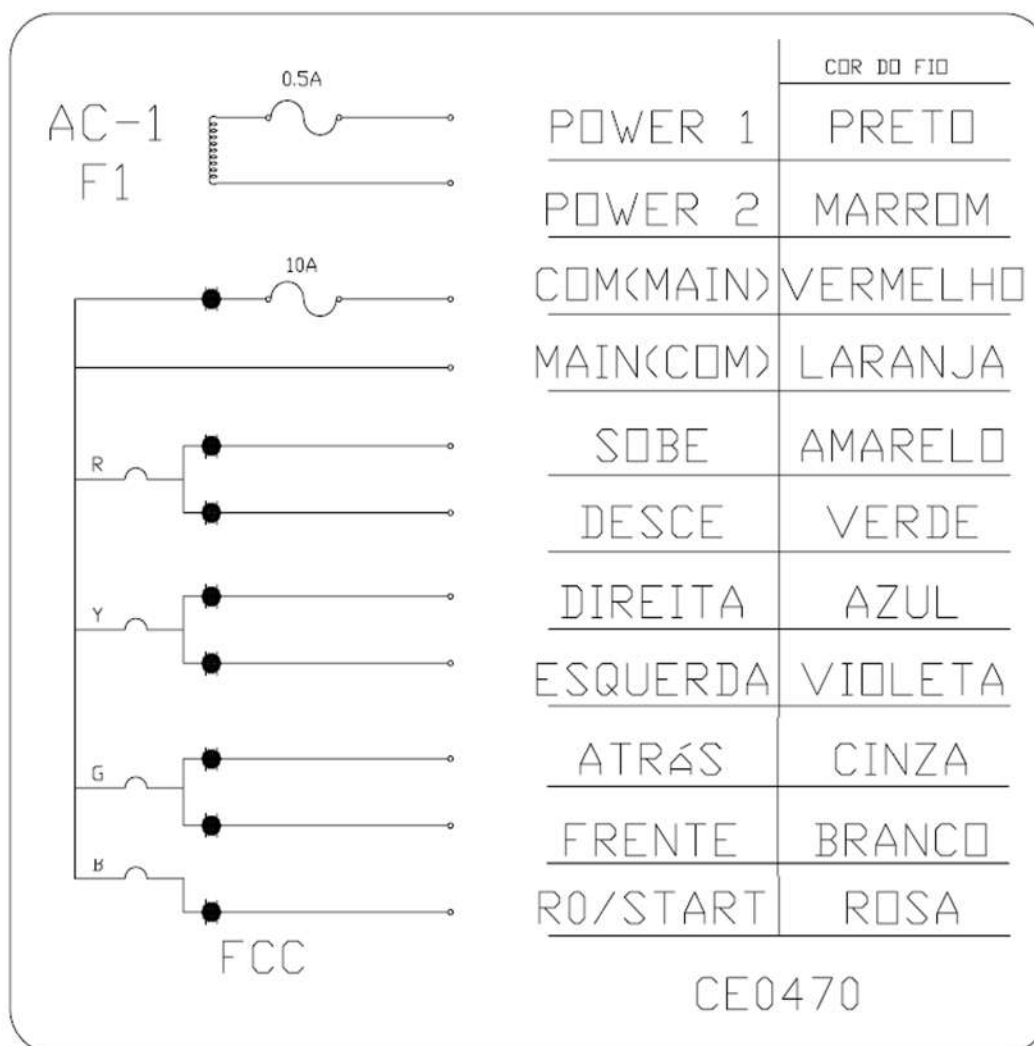 COR DO FIO
AC-1
F1
0.5A
POWER 1 PRETO
POWER 2 MARROM
10A
COM(MAIN) VERMELHO
MAIN(COM) LARANJA
R
SOBE AMARELO
DESCE VERDE
Y
DIREITA AZUL
ESQUERDA VIOLETA
G
ATRáS CINZA
FRENTE BRANCO
B
R0/START ROSA
FCC
CE0470